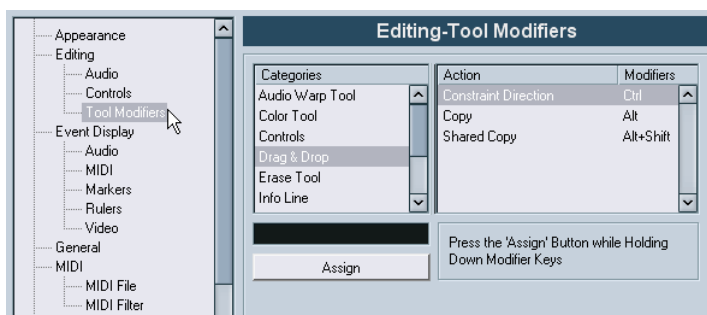 Appearance
Editing
Audio
Controls
Tool Modifiers
Event Display
Audio
MIDI
Markers
Rulers
Video
General
MIDI
MIDI File
MIDI Filter
Editing-Tool Modifiers
Categories
Audio Warp Tool
Color Tool
Controls
Drag & Drop
Erase Tool
Info Line
Action Modifiers
Constraint Direction Ctrl
Copy Alt
Shared Copy Alt+Shift
Assign
Press the 'Assign' Button while Holding
Down Modifier Keys